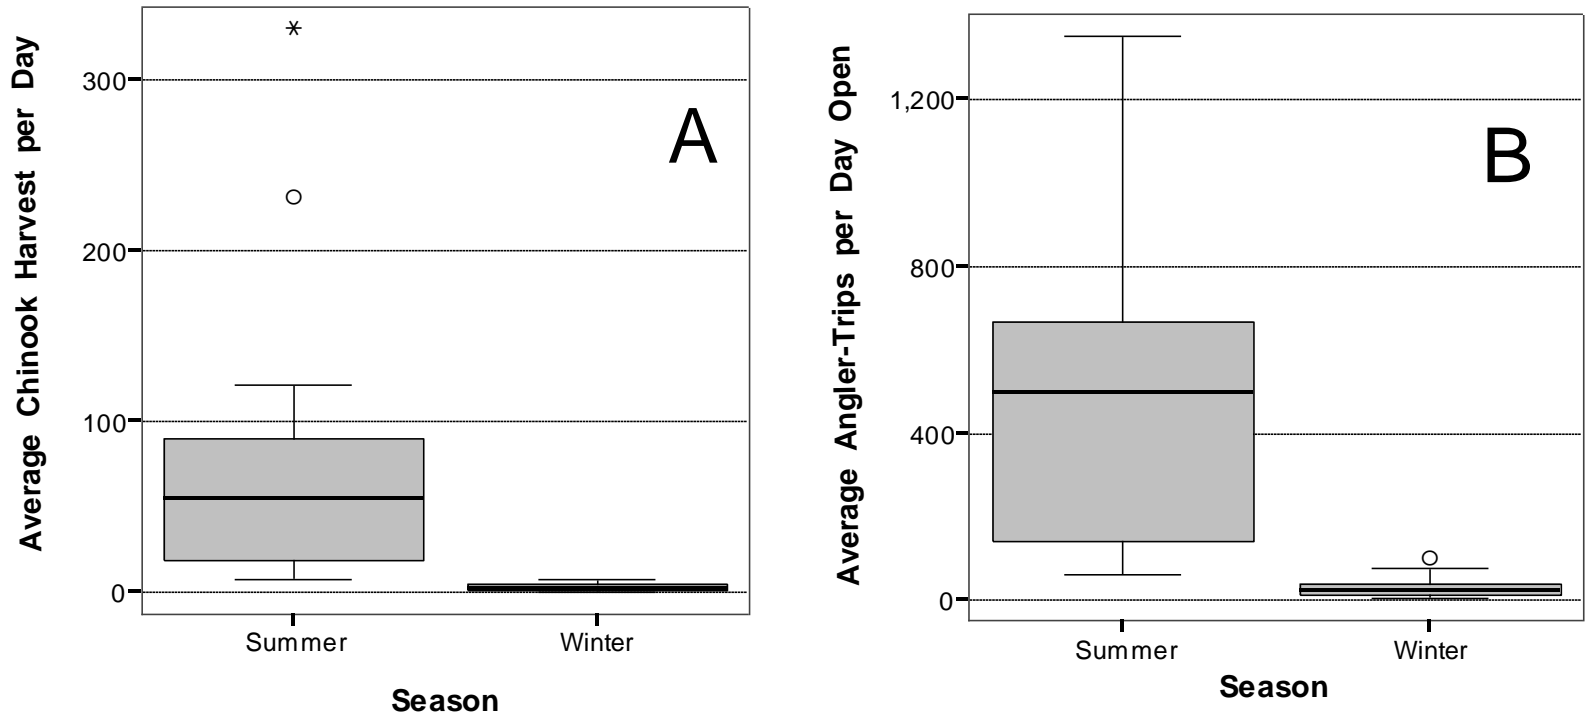 Average Chinook Harvest per Day
300
200
100
0
A
Summer
Winter
Season
Average Angler-Trips per Day Open
1,200
800
400
0
B
Summer
Winter
Season